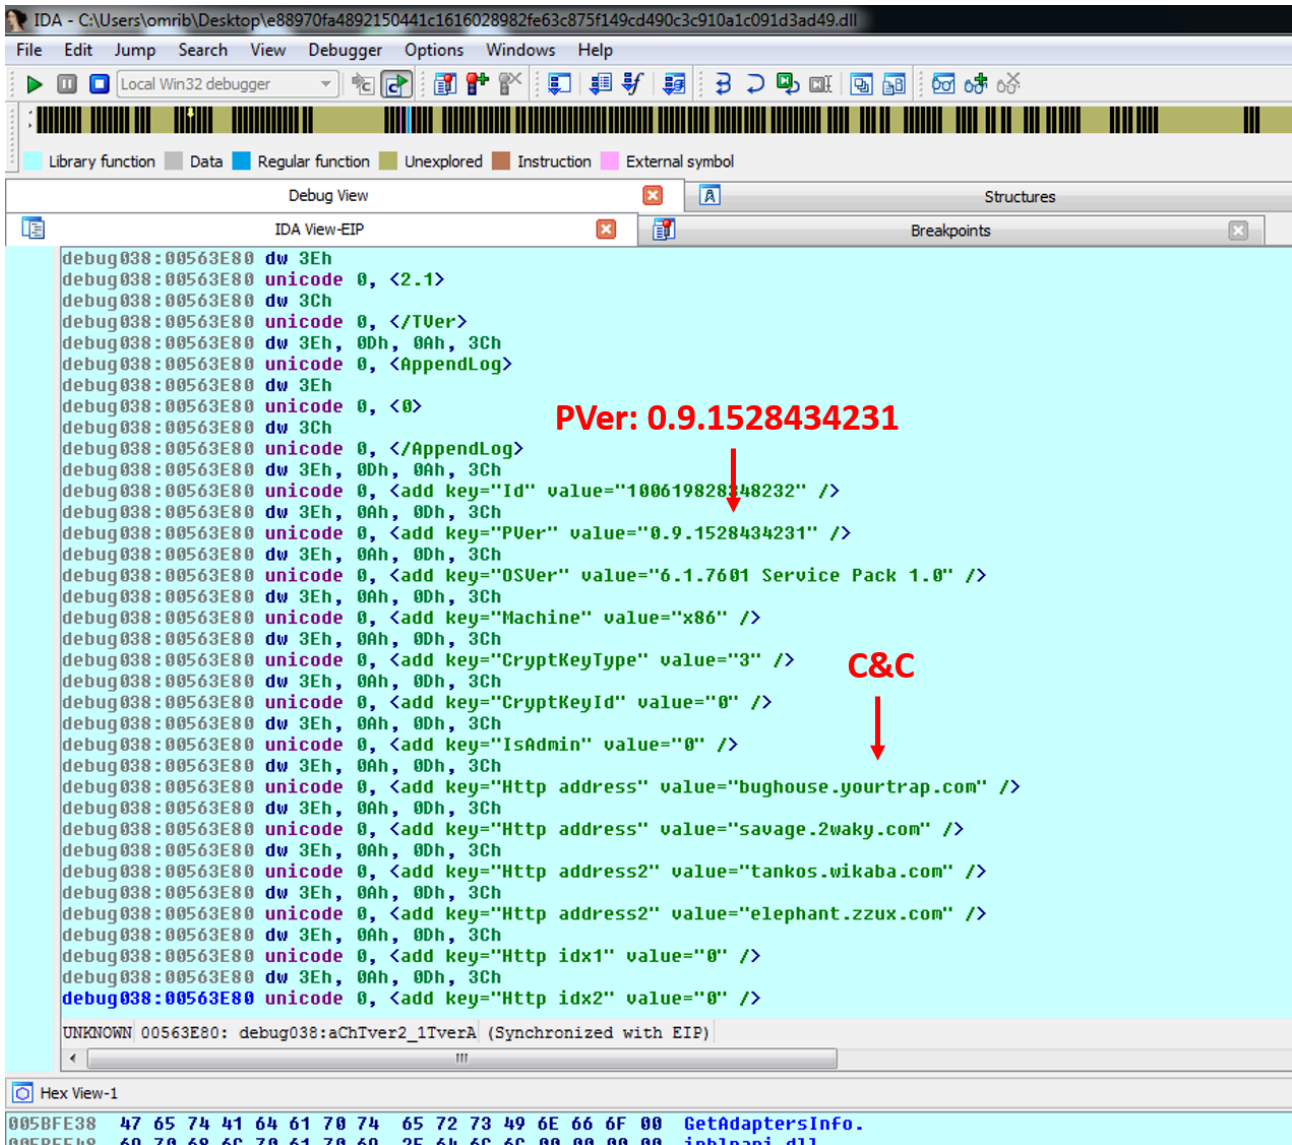 IDA - C:\Users\omrib\Desktop\e88970fa4892150441c1616028982fe63c875f149cd490c3c910a1c091d3ad49.dll
File Edit Jump Search View Debugger Options Windows Help
Local Win32 debugger
Library function Data Regular function Unexplored Instruction External symbol
Debug View Structures
IDA View-EIP Breakpoints
debug038:00563E80 dw 3Eh
debug038:00563E80 unicode 0, <2.1>
debug038:00563E80 dw 3Ch
debug038:00563E80 unicode 0, </TVer>
debug038:00563E80 dw 3Eh, 0Dh, 0Ah, 3Ch
debug038:00563E80 unicode 0, <AppendLog>
debug038:00563E80 dw 3Eh
debug038:00563E80 unicode 0, <0>
PVer: 0.9.1528434231
debug038:00563E80 dw 3Ch
debug038:00563E80 unicode 0, </AppendLog>
debug038:00563E80 dw 3Eh, 0Dh, 0Ah, 3Ch
debug038:00563E80 unicode 0, <add key="Id" value="100619828348232" />
debug038:00563E80 dw 3Eh, 0Ah, 0Dh, 3Ch
debug038:00563E80 unicode 0, <add key="PVer" value="0.9.1528434231" />
debug038:00563E80 dw 3Eh, 0Ah, 0Dh, 3Ch
debug038:00563E80 unicode 0, <add key="OSVer" value="6.1.7601 Service Pack 1.0" />
debug038:00563E80 dw 3Eh, 0Ah, 0Dh, 3Ch
debug038:00563E80 unicode 0, <add key="Machine" value="x86" />
debug038:00563E80 dw 3Eh, 0Ah, 0Dh, 3Ch
debug038:00563E80 unicode 0, <add key="CryptKeyType" value="3" />
C&C
debug038:00563E80 dw 3Eh, 0Ah, 0Dh, 3Ch
debug038:00563E80 unicode 0, <add key="CryptKeyId" value="0" />
debug038:00563E80 dw 3Eh, 0Ah, 0Dh, 3Ch
debug038:00563E80 unicode 0, <add key="IsAdmin" value="0" />
debug038:00563E80 dw 3Eh, 0Ah, 0Dh, 3Ch
debug038:00563E80 unicode 0, <add key="Http address" value="bughouse.yourtrap.com" />
debug038:00563E80 dw 3Eh, 0Ah, 0Dh, 3Ch
debug038:00563E80 unicode 0, <add key="Http address" value="savage.2waky.com" />
debug038:00563E80 dw 3Eh, 0Ah, 0Dh, 3Ch
debug038:00563E80 unicode 0, <add key="Http address2" value="tankos.wikaba.com" />
debug038:00563E80 dw 3Eh, 0Ah, 0Dh, 3Ch
debug038:00563E80 unicode 0, <add key="Http address2" value="elephant.zzux.com" />
debug038:00563E80 dw 3Eh, 0Ah, 0Dh, 3Ch
debug038:00563E80 unicode 0, <add key="Http idx1" value="0" />
debug038:00563E80 dw 3Eh, 0Ah, 0Dh, 3Ch
debug038:00563E80 unicode 0, <add key="Http idx2" value="0" />
UNKNOWN 00563E80: debug038:aChTver2_1TverA (Synchronized with EIP)
Hex View-1
005BFE38 47 65 74 41 64 61 70 74 65 72 73 49 6E 66 6F 00 GetAdaptersInfo.